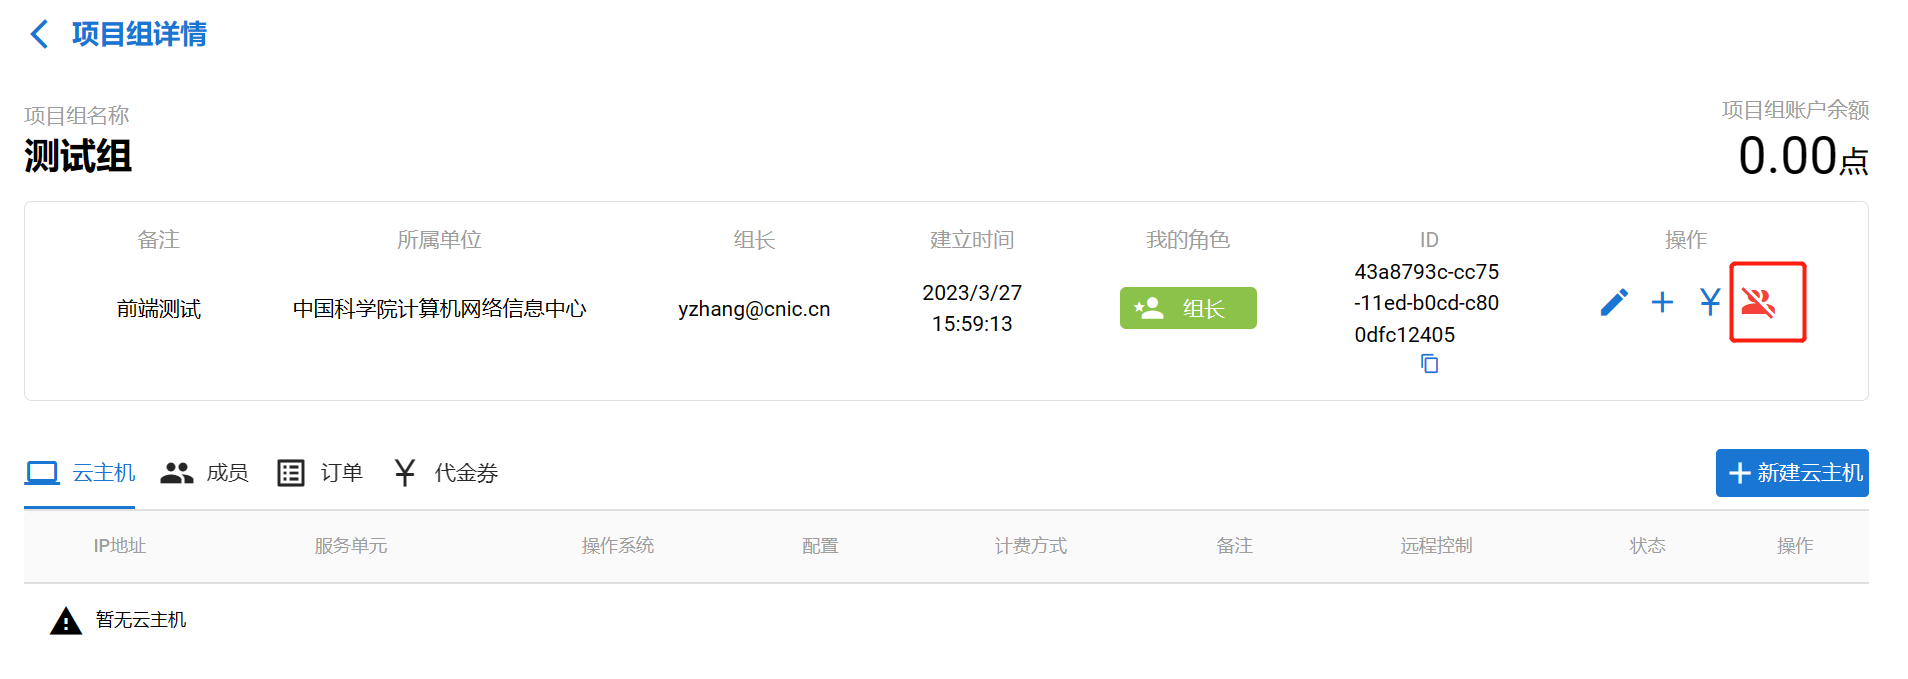 项目组详情
项目组名称
测试组
项目组账户余额
0.00点
备注 所属单位 组长 建立时间 我的角色 ID 操作
前端测试 中国科学院计算机网络信息中心 yzhang@cnic.cn
2023/3/27
15:59:13
组长
43a8793c-cc75
-11ed-b0cd-c80
0dfc12405
云主机 成员 订单 代金券
新建云主机
IP地址 服务单元 操作系统 配置 计费方式 备注 远程控制 状态 操作
暂无云主机